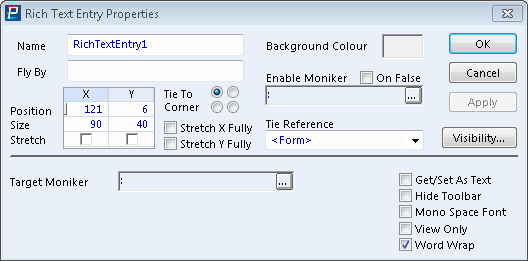 Rich Text Entry Properties
Name RichTextEntry1 Background Colour OK
Fly By Enable Moniker On False Cancel
X Y Tie To Corner : ... Apply
Position 121 6
Size 90 40 Stretch X Fully Tie Reference
Stretch Stretch Y Fully <Form> Visibility...
Target Moniker : ... Get/Set As Text
Hide Toolbar
Mono Space Font
View Only
Word Wrap